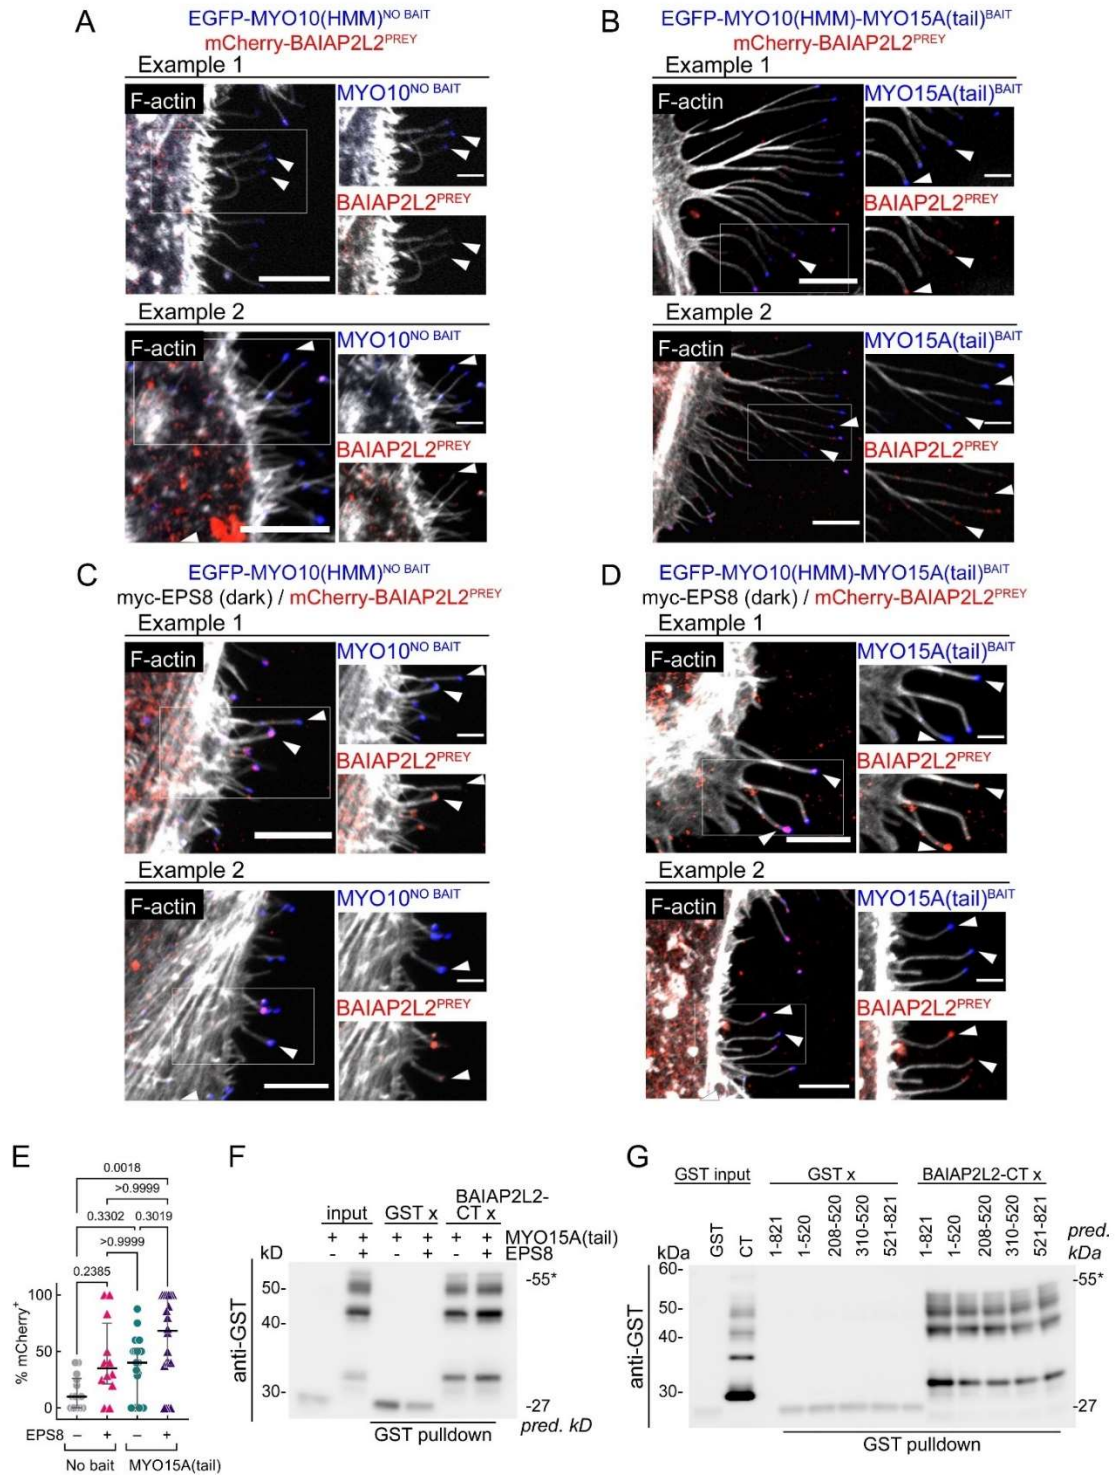 A
EGFP-MYO10(HMM)NO BAIT
mCherry-BAIAP2L2PREY
Example 1
F-actin
MYO10NO BAIT
BAIAP2L2PREY
Example 2
F-actin
MYO10NO BAIT
BAIAP2L2PREY
B
EGFP-MYO10(HMM)-MYO15A(tail)BAIT
mCherry-BAIAP2L2PREY
Example 1
F-actin
MYO15A(tail)BAIT
BAIAP2L2PREY
Example 2
F-actin
MYO15A(tail)BAIT
BAIAP2L2PREY
C
EGFP-MYO10(HMM)NO BAIT
myc-EPS8 (dark) / mCherry-BAIAP2L2PREY
Example 1
F-actin
MYO10NO BAIT
BAIAP2L2PREY
Example 2
F-actin
MYO10NO BAIT
BAIAP2L2PREY
D
EGFP-MYO10(HMM)-MYO15A(tail)BAIT
myc-EPS8 (dark) / mCherry-BAIAP2L2PREY
Example 1
F-actin
MYO15A(tail)BAIT
BAIAP2L2PREY
Example 2
F-actin
MYO15A(tail)BAIT
BAIAP2L2PREY
E
0.0018
>0.9999
0.3302 0.3019
>0.9999
0.2385
% mCherry+
100
50
0
EPS8 – + – +
No bait MYO15A(tail)
F
BAIAP2L2-
input GST x CT x
+ + + + + + MYO15A(tail)
- + - + - + EPS8
kD
anti-GST
50-
40-
30-
-55*
-27
pred. kD
GST pulldown
G
GST input GST x BAIAP2L2-CT x
GST
CT
1-821
1-520
208-520
310-520
521-821
1-821
1-520
208-520
310-520
521-821
pred.
kDa
kDa
anti-GST
60-
50-
40-
30-
-55*
-27
GST pulldown